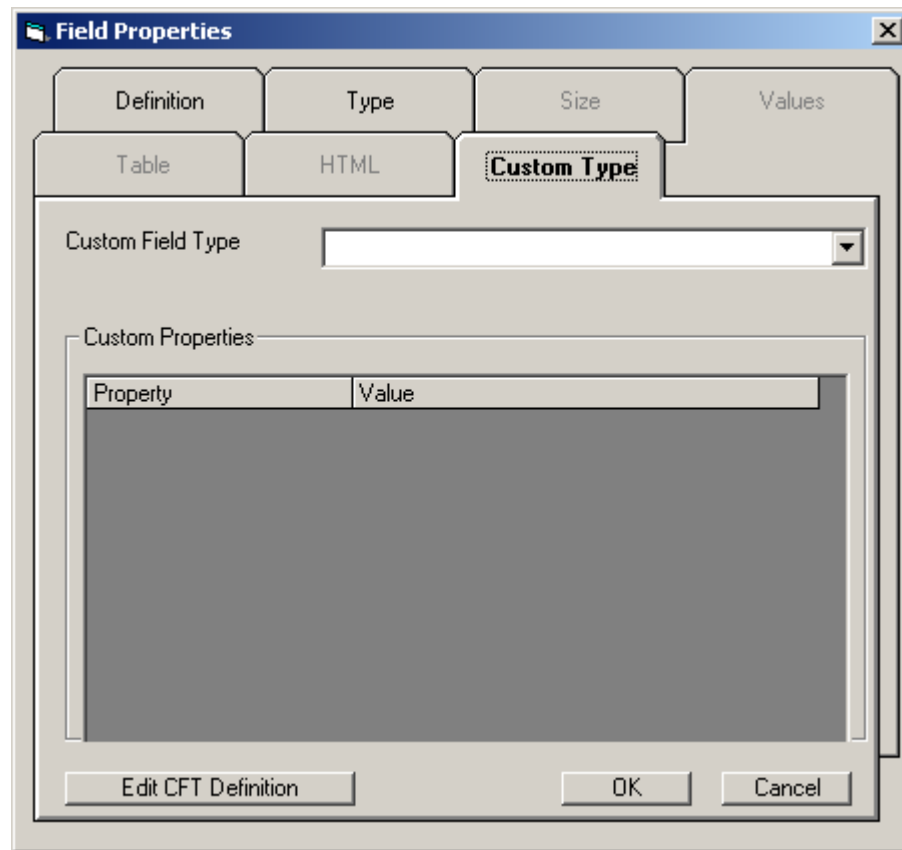 Field Properties
Definition Type Size Values
Table HTML Custom Type
Custom Field Type
Custom Properties
Property Value
Edit CFT Definition OK Cancel